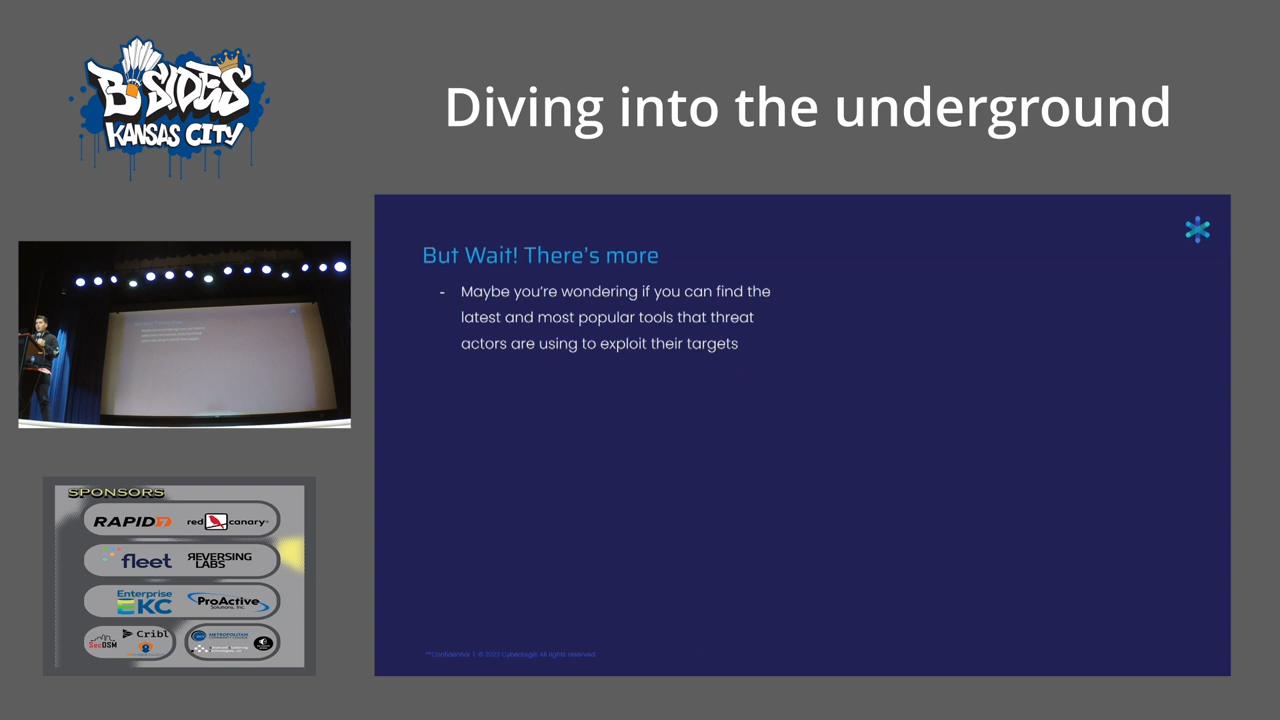 B·SIDES
KANSAS CITY
Diving into the underground
But Wait! There's more
- Maybe you're wondering if you can find the
latest and most popular tools that threat
actors are using to exploit their targets
SPONSORS
RAPID7
red canary
fleet
REVERSING
LABS
Enterprise
KC
ProActive
Solutions, Inc.
SecDSM
Cribl
METROPOLITAN
**Confidential | © 2022 Cyberlogic All rights reserved.